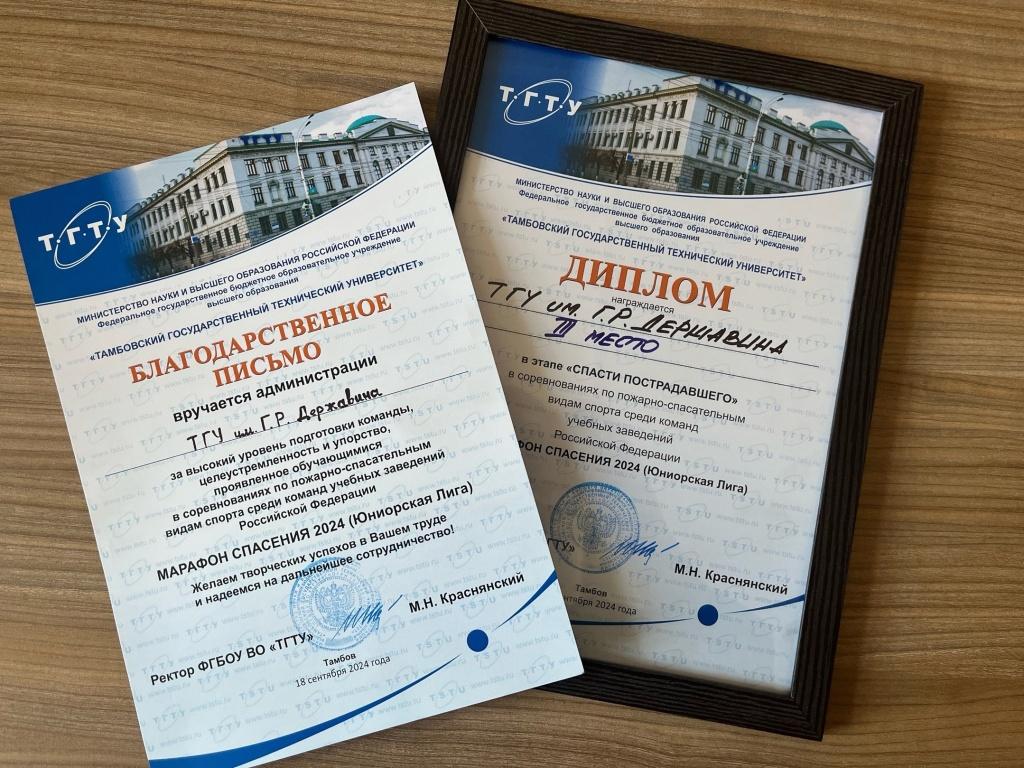 Т·Г·Т·У
МИНИСТЕРСТВО НАУКИ И ВЫСШЕГО ОБРАЗОВАНИЯ РОССИЙСКОЙ ФЕДЕРАЦИИ
Федеральное государственное бюджетное образовательное учреждение
высшего образования
«ТАМБОВСКИЙ ГОСУДАРСТВЕННЫЙ ТЕХНИЧЕСКИЙ УНИВЕРСИТЕТ»
БЛАГОДАРСТВЕННОЕ
ПИСЬМО
вручается администрации
ТГУ им. Г.Р. Державина
за высокий уровень подготовки команды,
целеустремленность и упорство,
проявленное обучающимися
в соревнованиях по пожарно-спасательным
видам спорта среди команд учебных заведений
Российской Федерации
МАРАФОН СПАСЕНИЯ 2024 (Юниорская Лига)
Желаем творческих успехов в Вашем труде
и надеемся на дальнейшее сотрудничество!
Ректор ФГБОУ ВО «ТГТУ» М.Н. Краснянский
Тамбов
18 сентября 2024 года
Т·Г·Т·У
МИНИСТЕРСТВО НАУКИ И ВЫСШЕГО ОБРАЗОВАНИЯ РОССИЙСКОЙ ФЕДЕРАЦИИ
Федеральное государственное бюджетное образовательное учреждение
высшего образования
«ТАМБОВСКИЙ ГОСУДАРСТВЕННЫЙ ТЕХНИЧЕСКИЙ УНИВЕРСИТЕТ»
ДИПЛОМ
награждается
ТГУ ИМ. Г.Р. ДЕРЖАВИНА
III МЕСТО
в этапе «СПАСТИ ПОСТРАДАВШЕГО»
в соревнованиях по пожарно-спасательным
видам спорта среди команд
учебных заведений
Российской Федерации
ФОН СПАСЕНИЯ 2024 (Юниорская Лига)
ТУ» М.Н. Краснянский
Тамбов
ентября 2024 года